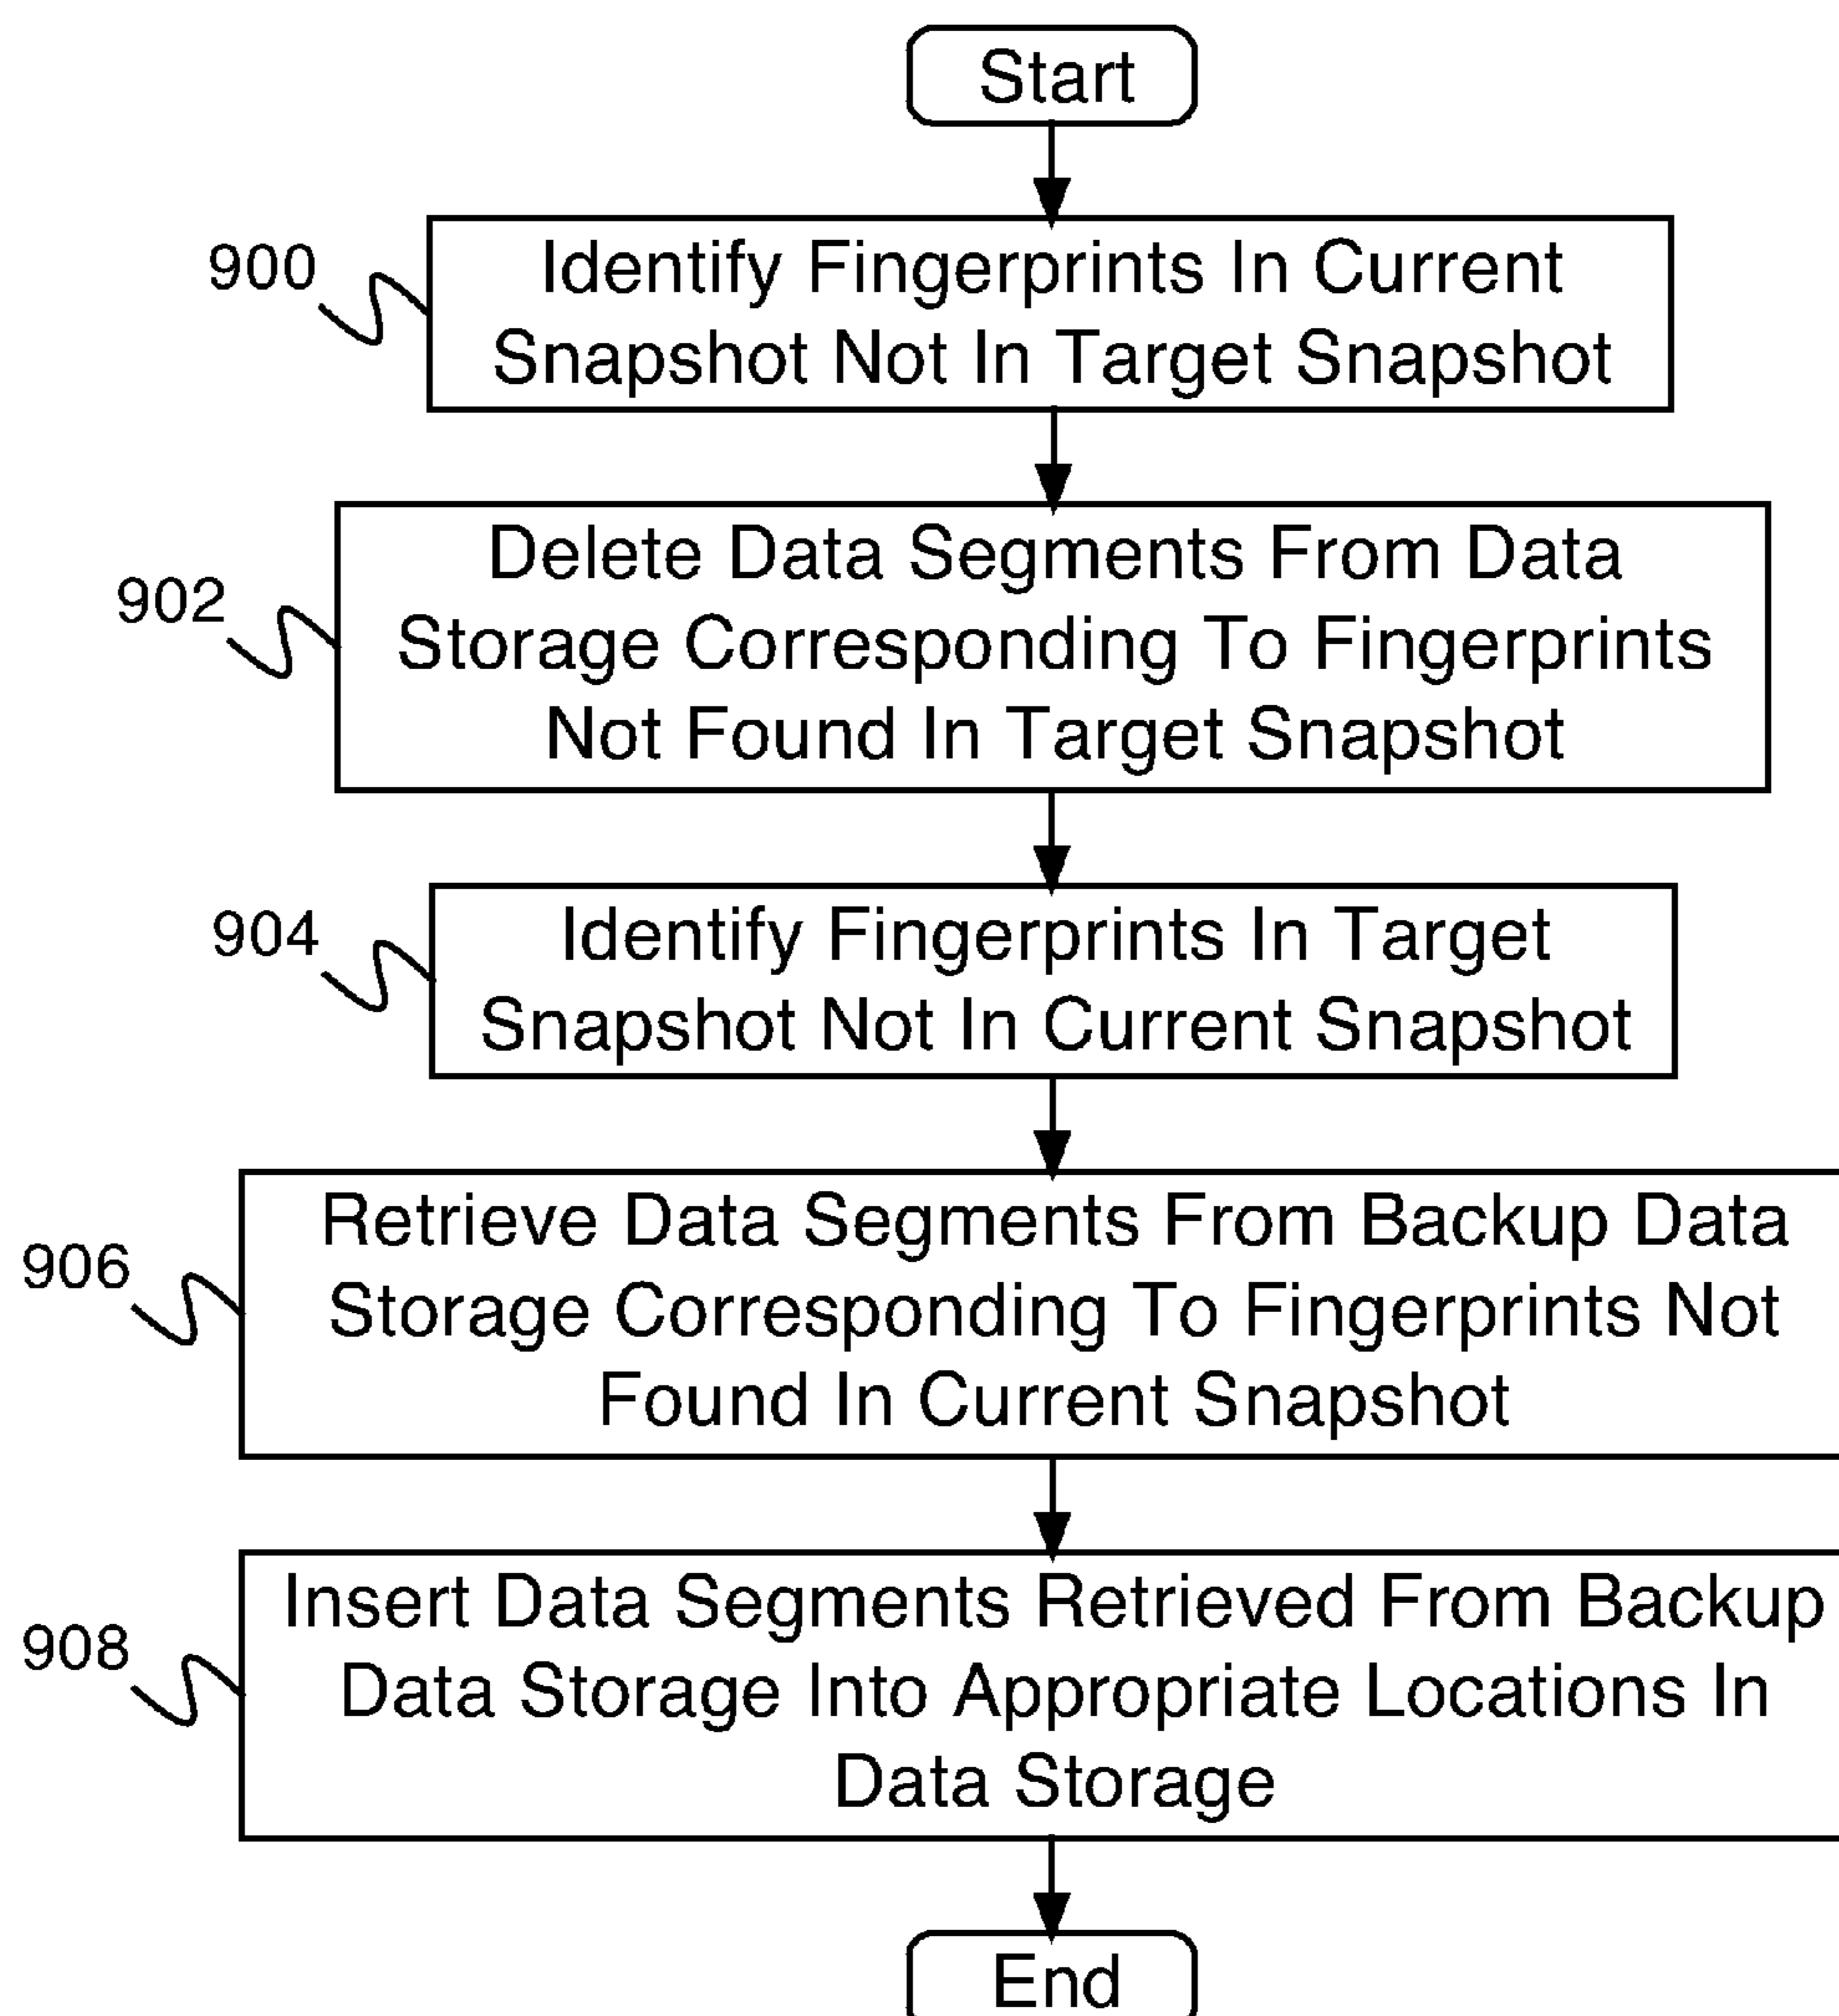 Start
900
Identify Fingerprints In Current
Snapshot Not In Target Snapshot
902
Delete Data Segments From Data
Storage Corresponding To Fingerprints
Not Found In Target Snapshot
904
Identify Fingerprints In Target
Snapshot Not In Current Snapshot
906
Retrieve Data Segments From Backup Data
Storage Corresponding To Fingerprints Not
Found In Current Snapshot
908
Insert Data Segments Retrieved From Backup
Data Storage Into Appropriate Locations In
Data Storage
End